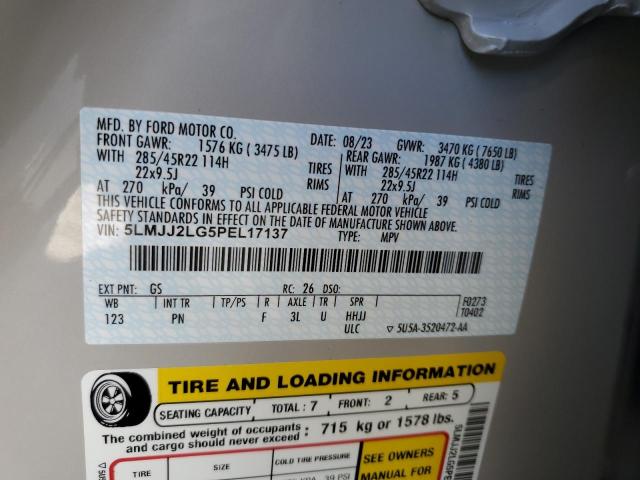 MFD. BY FORD MOTOR CO. DATE: 08/23 GVWR: 3470 KG ( 7650 LB)
FRONT GAWR: 1576 KG ( 3475 LB) REAR GAWR: 1987 KG ( 4380 LB)
WITH 285/45R22 114H TIRES WITH 285/45R22 114H TIRES
22x9.5J RIMS 22x9.5J RIMS
AT 270 kPa/ 39 PSI COLD AT 270 kPa/ 39 PSI COLD
THIS VEHICLE CONFORMS TO ALL APPLICABLE FEDERAL MOTOR VEHICLE
SAFETY STANDARDS IN EFFECT ON THE DATE OF MANUFACTURE SHOWN ABOVE.
VIN: 5LMJJ2LG5PEL17137 TYPE: MPV
EXT PNT: GS RC: 26 DSO: F0273
WB INT TR TP/PS R AXLE TR SPR T0402
123 PN F 3L U HHJJ
ULC ▽ 5U5A-3520472-AA
TIRE AND LOADING INFORMATION
SEATING CAPACITY TOTAL: 7 FRONT: 2 REAR: 5
The combined weight of occupants and cargo should never exceed: 715 kg or 1578 lbs.
TIRE SIZE COLD TIRE PRESSURE SEE OWNERS
MANUAL FOR
39 PSI